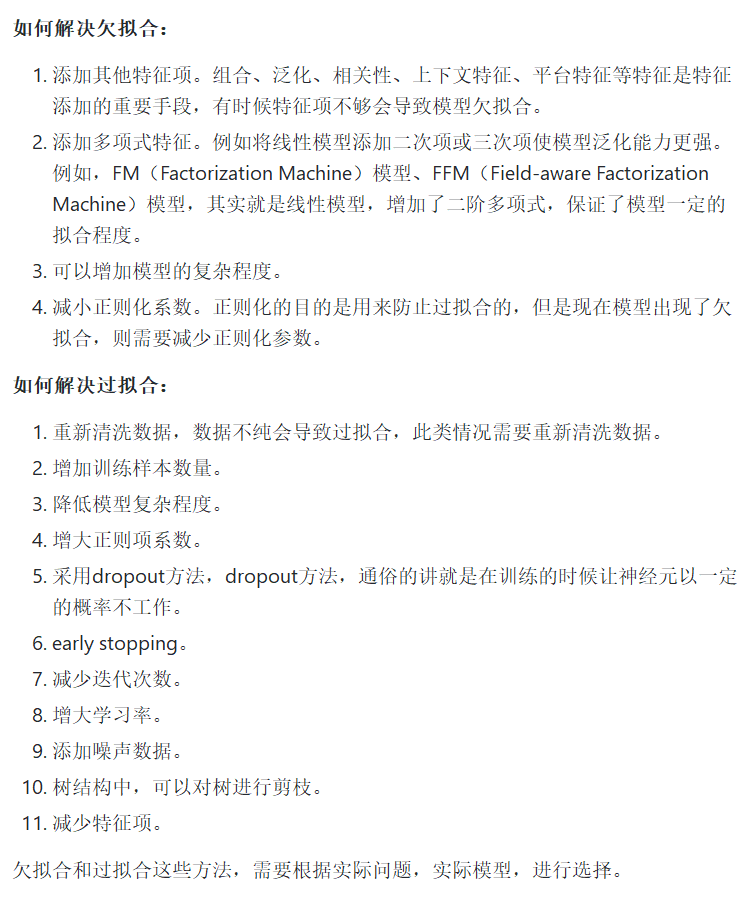 如何解决欠拟合：
1. 添加其他特征项。组合、泛化、相关性、上下文特征、平台特征等特征是特征
添加的重要手段，有时候特征项不够会导致模型欠拟合。
2. 添加多项式特征。例如将线性模型添加二次项或三次项使模型泛化能力更强。
例如，FM（Factorization Machine）模型、FFM（Field-aware Factorization
Machine）模型，其实就是线性模型，增加了二阶多项式，保证了模型一定的
拟合程度。
3. 可以增加模型的复杂程度。
4. 减小正则化系数。正则化的目的是用来防止过拟合的，但是现在模型出现了欠
拟合，则需要减少正则化参数。
如何解决过拟合：
1. 重新清洗数据，数据不纯会导致过拟合，此类情况需要重新清洗数据。
2. 增加训练样本数量。
3. 降低模型复杂程度。
4. 增大正则项系数。
5. 采用dropout方法，dropout方法，通俗的讲就是在训练的时候让神经元以一定
的概率不工作。
6. early stopping。
7. 减少迭代次数。
8. 增大学习率。
9. 添加噪声数据。
10. 树结构中，可以对树进行剪枝。
11. 减少特征项。
欠拟合和过拟合这些方法，需要根据实际问题，实际模型，进行选择。